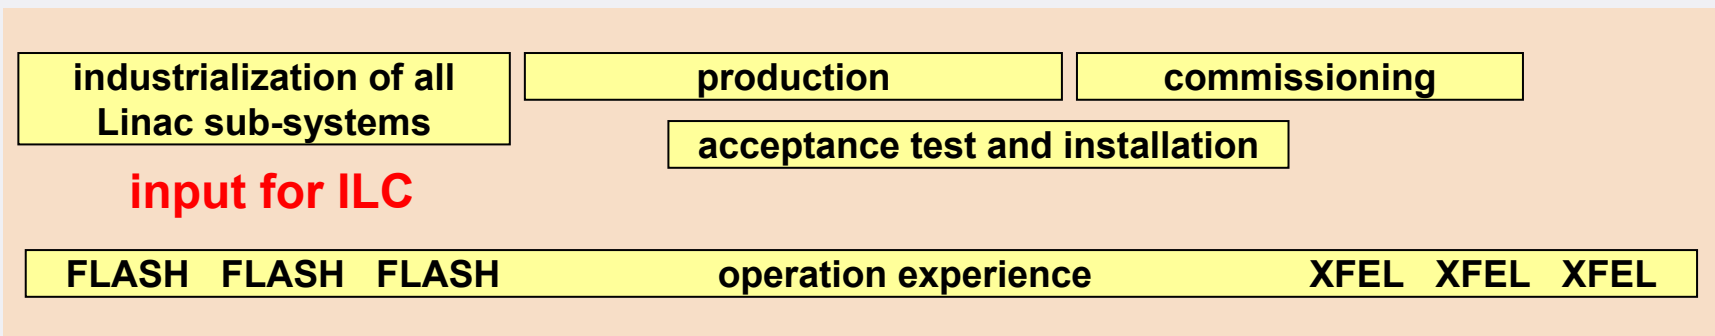 industrialization of all
Linac sub-systems
production
commissioning
acceptance test and installation
input for ILC
FLASH FLASH FLASH operation experience XFEL XFEL XFEL